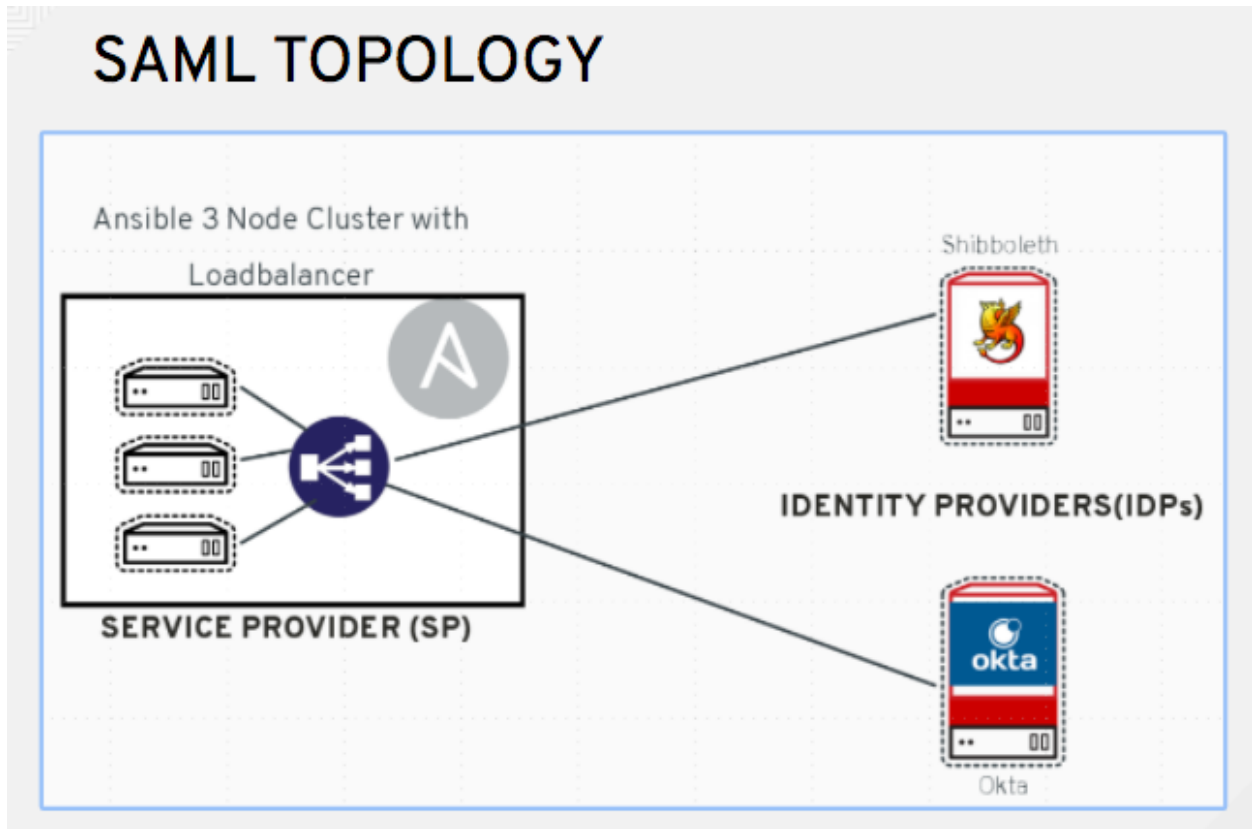 SAML TOPOLOGY
Ansible 3 Node Cluster with
Loadbalancer
Shibboleth
IDENTITY PROVIDERS(IDPs)
SERVICE PROVIDER (SP)
okta
Okta